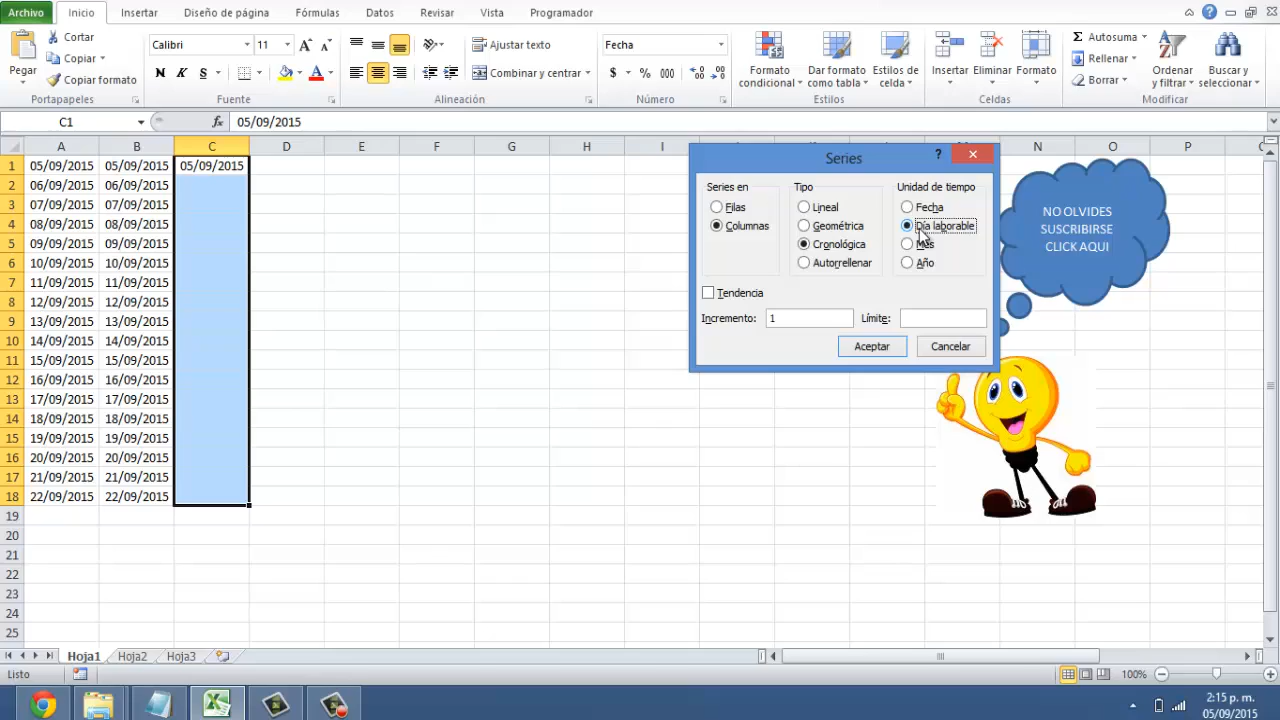 Archivo Inicio Insertar Diseño de página Fórmulas Datos Revisar Vista Programador
Pegar
Cortar
Copiar
Copiar formato
Portapapeles
Calibri 11
N K S
Fuente
Ajustar texto
Combinar y centrar
Alineación
Fecha
$ % 000
Número
Formato condicional
Dar formato como tabla
Estilos de celda
Estilos
Insertar
Eliminar
Formato
Celdas
Autosuma
Rellenar
Borrar
Ordenar y filtrar
Buscar y seleccionar
Modificar
C1 fx 05/09/2015
A B C D E F G H I N O P
1 05/09/2015 05/09/2015 05/09/2015
2 06/09/2015 06/09/2015
3 07/09/2015 07/09/2015
4 08/09/2015 08/09/2015
5 09/09/2015 09/09/2015
6 10/09/2015 10/09/2015
7 11/09/2015 11/09/2015
8 12/09/2015 12/09/2015
9 13/09/2015 13/09/2015
10 14/09/2015 14/09/2015
11 15/09/2015 15/09/2015
12 16/09/2015 16/09/2015
13 17/09/2015 17/09/2015
14 18/09/2015 18/09/2015
15 19/09/2015 19/09/2015
16 20/09/2015 20/09/2015
17 21/09/2015 21/09/2015
18 22/09/2015 22/09/2015
19
20
21
22
23
24
25
Series
Series en
Filas
Columnas
Tipo
Lineal
Geométrica
Cronológica
Autorrellenar
Unidad de tiempo
Fecha
Día laborable
Mes
Año
Tendencia
Incremento: 1 Límite:
Aceptar Cancelar
NO OLVIDES
SUSCRIBIRSE
CLICK AQUI
Hoja1 Hoja2 Hoja3
Listo 100%
2:15 p. m.
05/09/2015